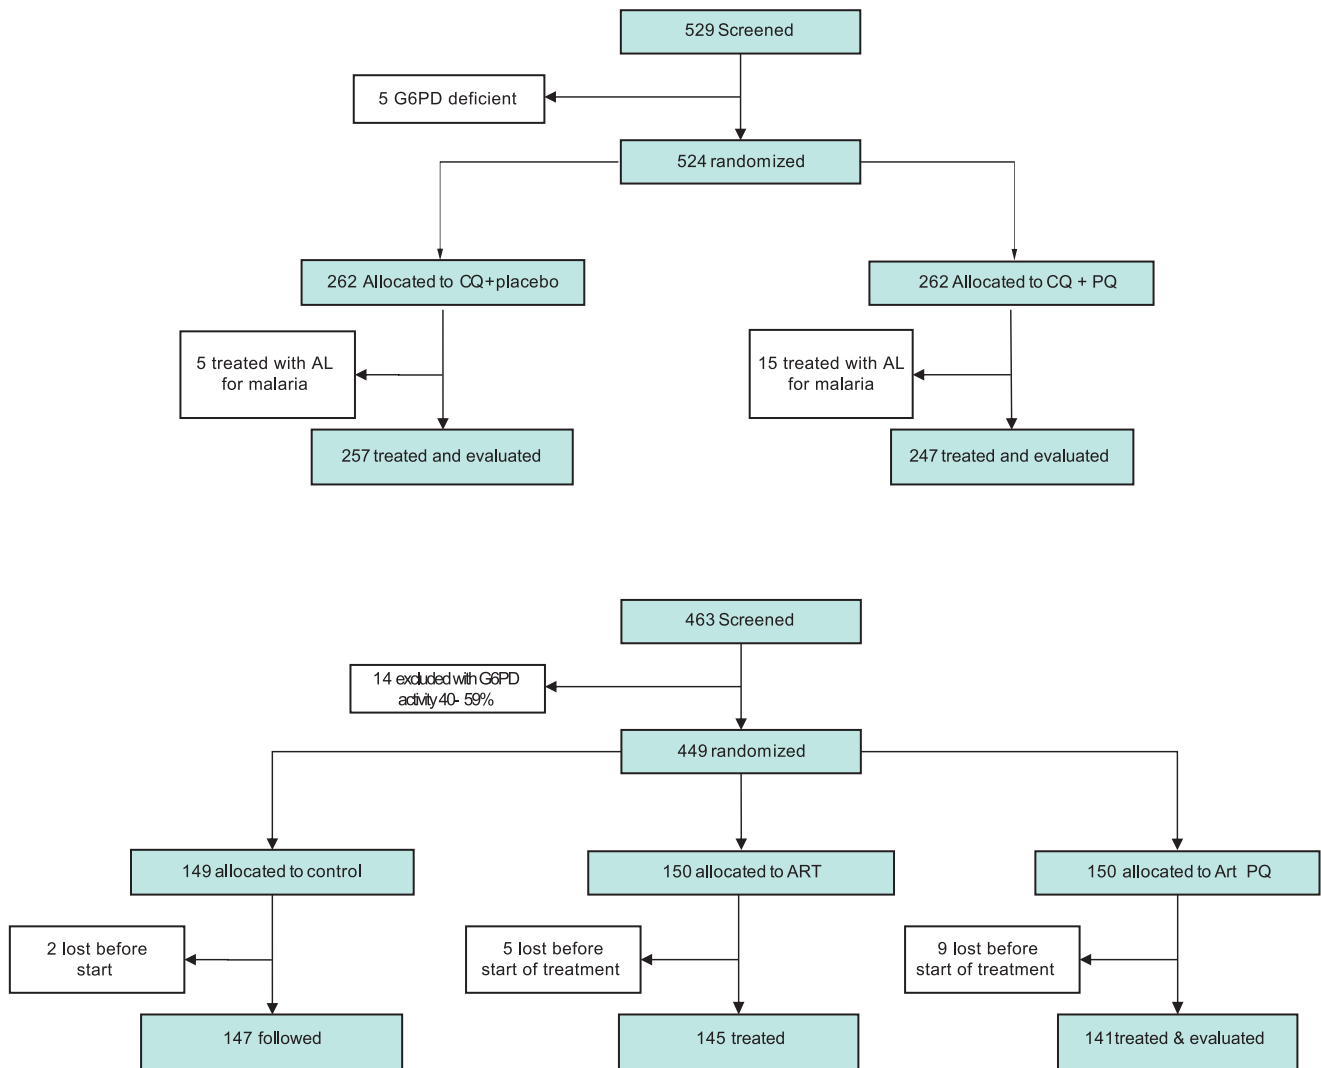 529 Screened
5 G6PD deficient
524 randomized
262 Allocated to CQ+placebo
262 Allocated to CQ + PQ
5 treated with AL
for malaria
15 treated with AL
for malaria
257 treated and evaluated
247 treated and evaluated
463 Screened
14 excluded with G6PD
activity 40- 59%
449 randomized
149 allocated to control
150 allocated to ART
150 allocated to Art PQ
2 lost before
start
5 lost before
start of treatment
9 lost before
start of treatment
147 followed
145 treated
141treated & evaluated